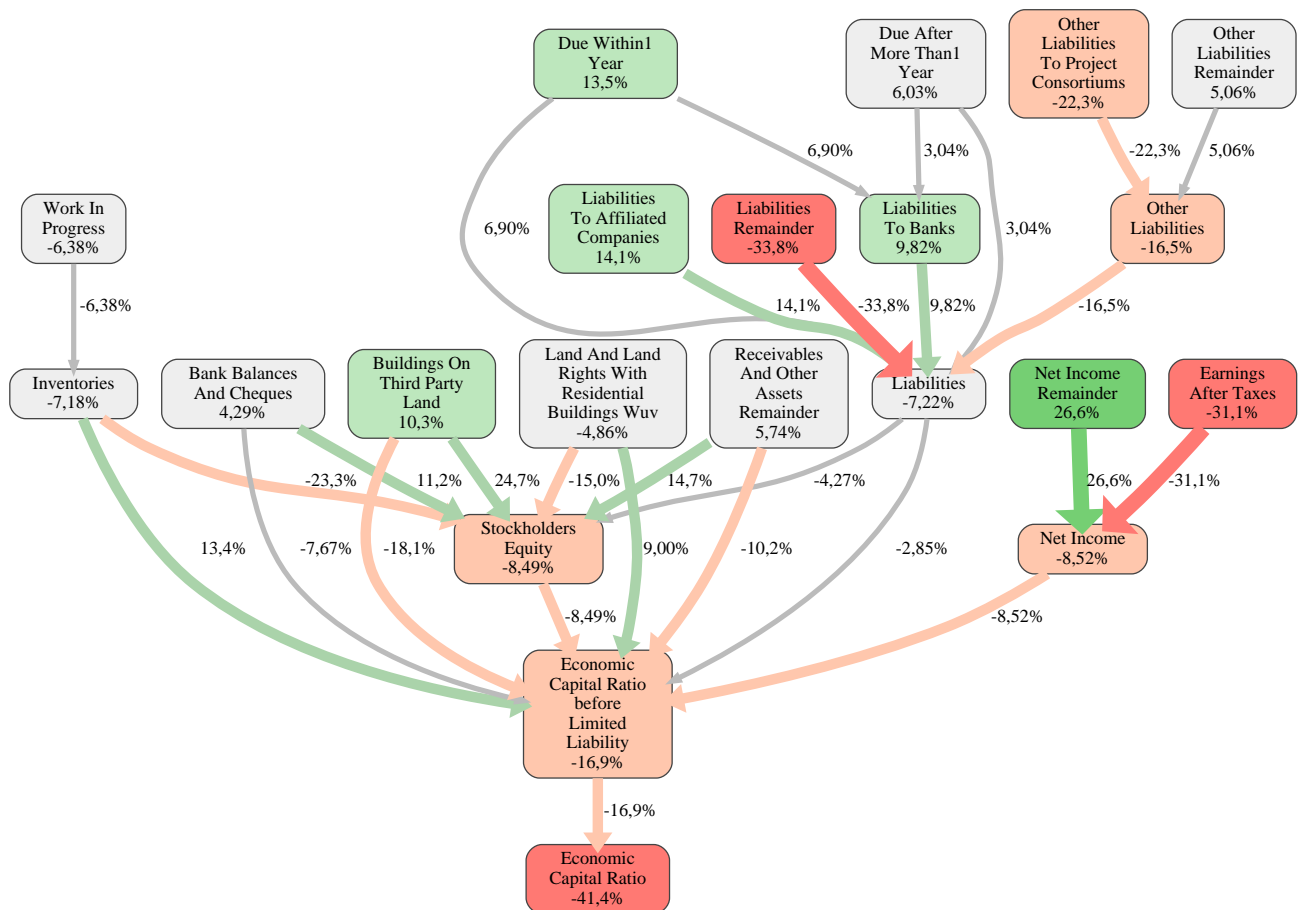 Due Within1
Year
13,5%
Due After
More Than1
Year
6,03%
Other
Liabilities
To Project
Consortiums
-22,3%
Other
Liabilities
Remainder
5,06%
6,90%
3,04%
-22,3%
5,06%
Work In
Progress
-6,38%
Liabilities
To Affiliated
Companies
14,1%
Liabilities
Remainder
-33,8%
Liabilities
To Banks
9,82%
Other
Liabilities
-16,5%
6,90%
3,04%
-6,38%
14,1%
-33,8%
9,82%
-16,5%
Inventories
-7,18%
Bank Balances
And Cheques
4,29%
Buildings On
Third Party
Land
10,3%
Land And Land
Rights With
Residential
Buildings Wuv
-4,86%
Receivables
And Other
Assets
Remainder
5,74%
Liabilities
-7,22%
Net Income
Remainder
26,6%
Earnings
After Taxes
-31,1%
-23,3%
11,2%
24,7%
-15,0%
14,7%
-4,27%
26,6%
-31,1%
Stockholders
Equity
-8,49%
Net Income
-8,52%
13,4%
-7,67%
-18,1%
9,00%
-10,2%
-2,85%
-8,49%
-8,52%
Economic
Capital Ratio
before
Limited
Liability
-16,9%
-16,9%
Economic
Capital Ratio
-41,4%